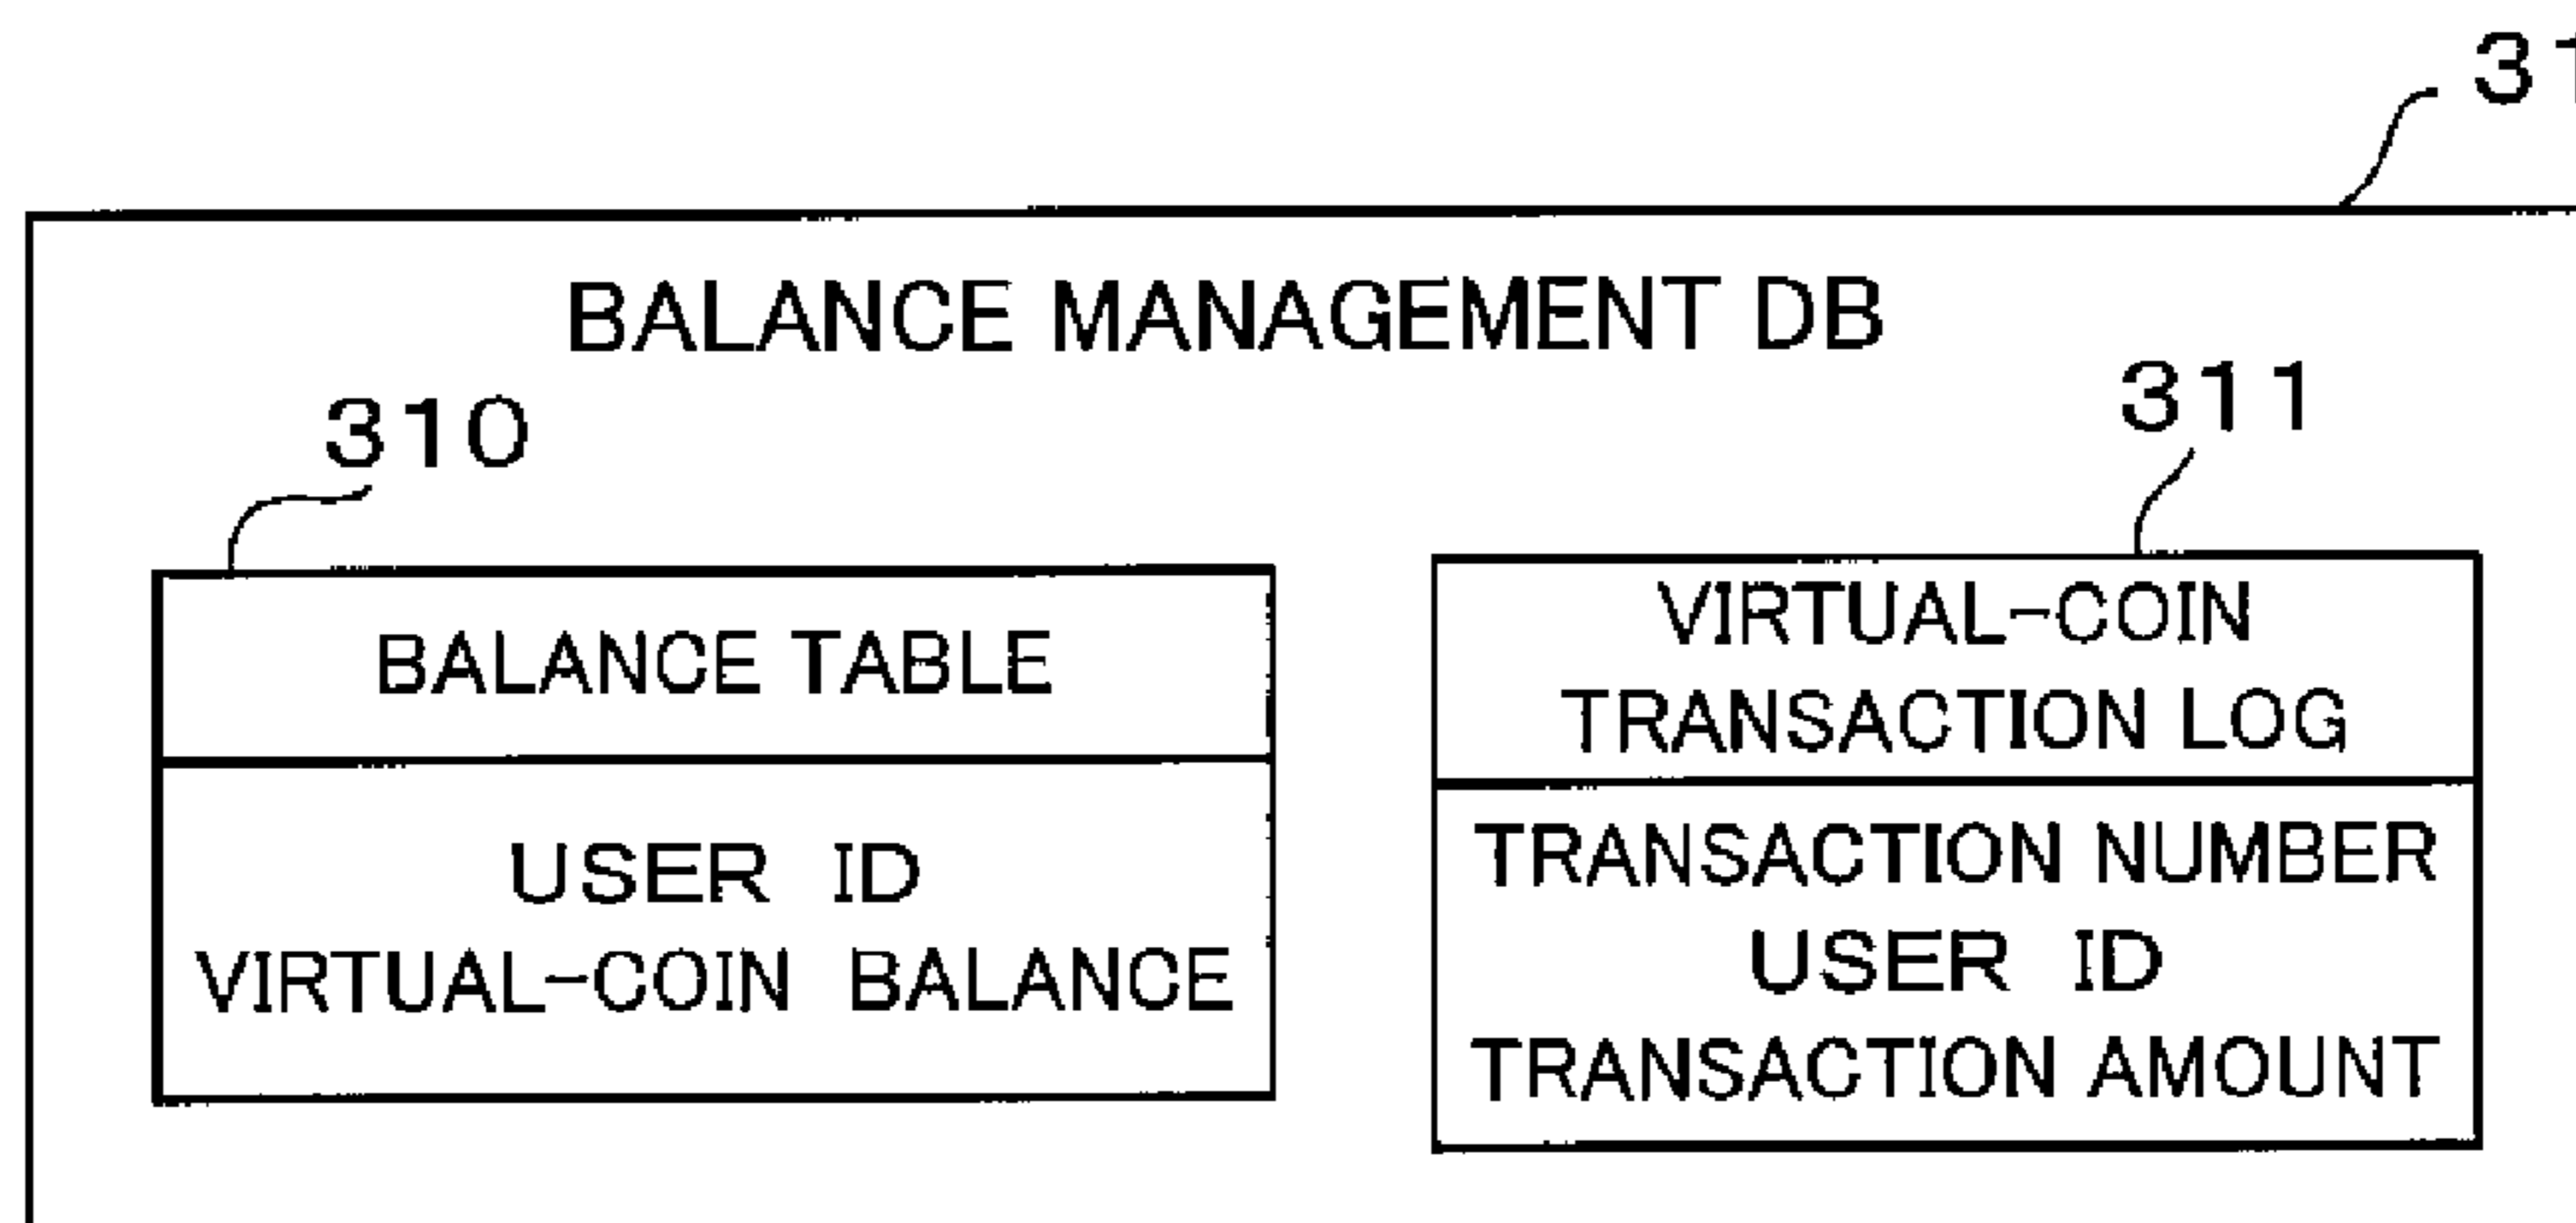 31
BALANCE MANAGEMENT DB
310
311
BALANCE TABLE
USER ID
VIRTUAL-COIN BALANCE
VIRTUAL-COIN
TRANSACTION LOG
TRANSACTION NUMBER
USER ID
TRANSACTION AMOUNT